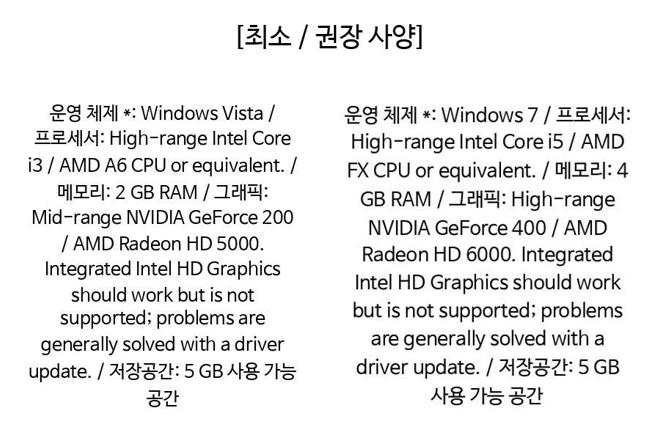 [최소 / 권장 사양]
운영 체제 *: Windows Vista /
프로세서: High-range Intel Core
i3 / AMD A6 CPU or equivalent. /
메모리: 2 GB RAM / 그래픽:
Mid-range NVIDIA GeForce 200
/ AMD Radeon HD 5000.
Integrated Intel HD Graphics
should work but is not
supported; problems are
generally solved with a driver
update. / 저장공간: 5 GB 사용 가능
공간
운영 체제 *: Windows 7 / 프로세서:
High-range Intel Core i5 / AMD
FX CPU or equivalent. / 메모리: 4
GB RAM / 그래픽: High-range
NVIDIA GeForce 400 / AMD
Radeon HD 6000. Integrated
Intel HD Graphics should work
but is not supported; problems
are generally solved with a
driver update. / 저장공간: 5 GB
사용 가능 공간